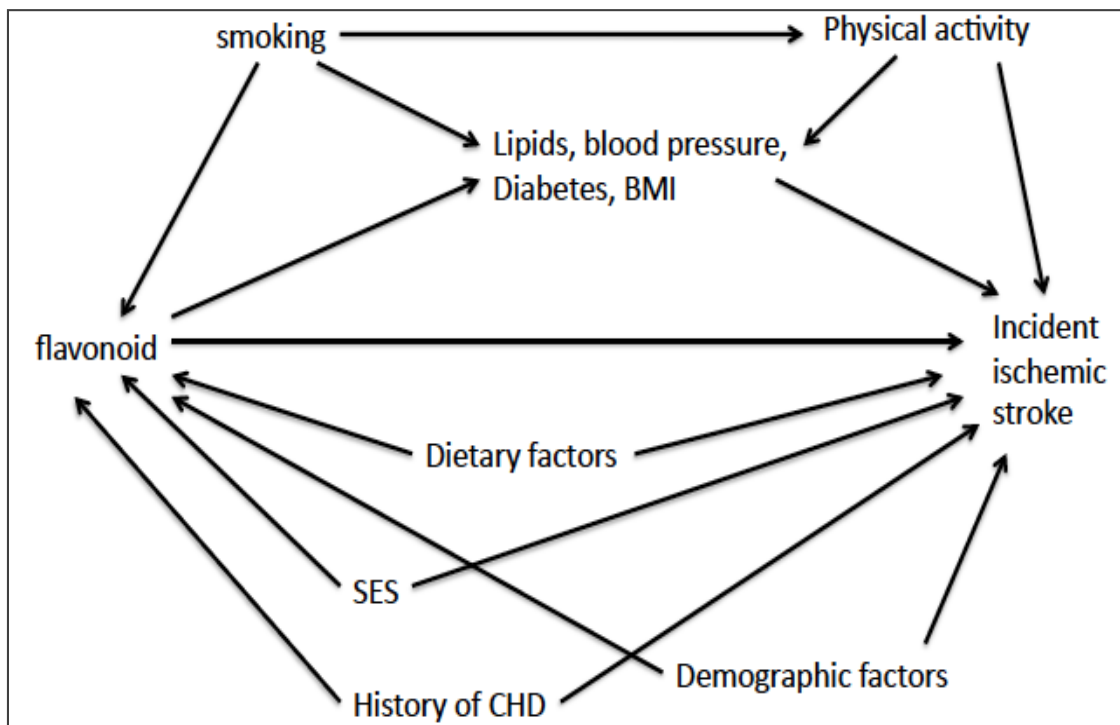 smoking
Physical activity
Lipids, blood pressure,
Diabetes, BMI
flavonoid
Incident
ischemic
stroke
Dietary factors
SES
Demographic factors
History of CHD